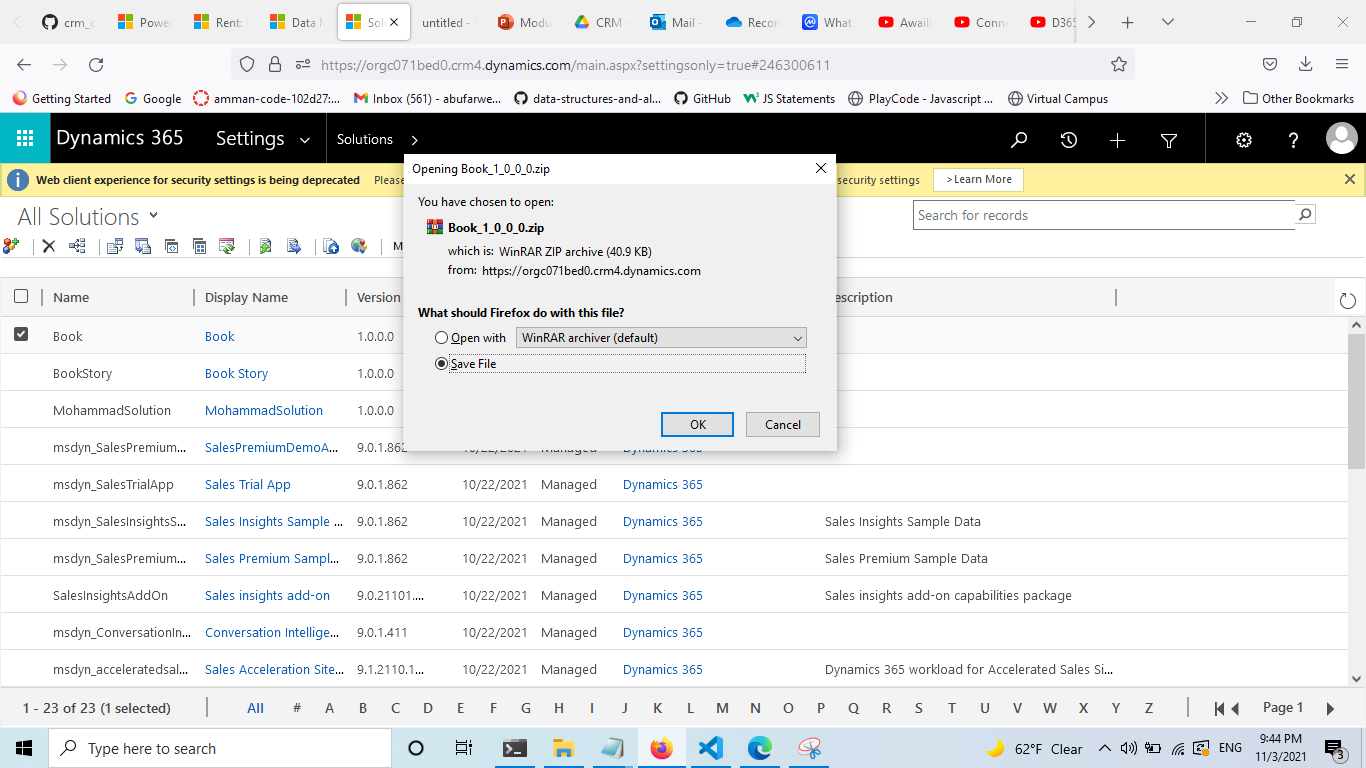 crm_c
Power
Rent:
Data M
Solu
untitled -
Modu
CRM -
Mail -
Recon
What
Awaili
Conne
D365
https://orgc071bed0.crm4.dynamics.com/main.aspx?settingsonly=true#246300611
Getting Started
Google
amman-code-102d27:...
Inbox (561) - abufarwe...
data-structures-and-al...
GitHub
JS Statements
PlayCode - Javascript ...
Virtual Campus
Other Bookmarks
Dynamics 365
Settings
Solutions
Web client experience for security settings is being deprecated
Please
security settings
>Learn More
Opening Book_1_0_0_0.zip
You have chosen to open:
Book_1_0_0_0.zip
which is: WinRAR ZIP archive (40.9 KB)
from: https://orgc071bed0.crm4.dynamics.com
What should Firefox do with this file?
Open with
WinRAR archiver (default)
Save File
OK
Cancel
All Solutions
Search for records
M
Name
Display Name
Version
escription
Book Book 1.0.0.0
BookStory Book Story 1.0.0.0
MohammadSolution MohammadSolution 1.0.0.0
msdyn_SalesPremium... SalesPremiumDemoA... 9.0.1.862 10/22/2021 Managed Dynamics 365
msdyn_SalesTrialApp Sales Trial App 9.0.1.862 10/22/2021 Managed Dynamics 365
msdyn_SalesInsightsS... Sales Insights Sample ... 9.0.1.862 10/22/2021 Managed Dynamics 365 Sales Insights Sample Data
msdyn_SalesPremium... Sales Premium Sampl... 9.0.1.862 10/22/2021 Managed Dynamics 365 Sales Premium Sample Data
SalesInsightsAddOn Sales insights add-on 9.0.21101.... 10/22/2021 Managed Dynamics 365 Sales insights add-on capabilities package
msdyn_ConversationIn... Conversation Intellige... 9.0.1.411 10/22/2021 Managed Dynamics 365
msdyn_acceleratedsal... Sales Acceleration Site... 9.1.2110.1... 10/22/2021 Managed Dynamics 365 Dynamics 365 workload for Accelerated Sales Si...
1 - 23 of 23 (1 selected)
All # A B C D E F G H I J K L M N O P Q R S T U V W X Y Z
Page 1
Type here to search
62°F Clear
ENG
9:44 PM
11/3/2021
3